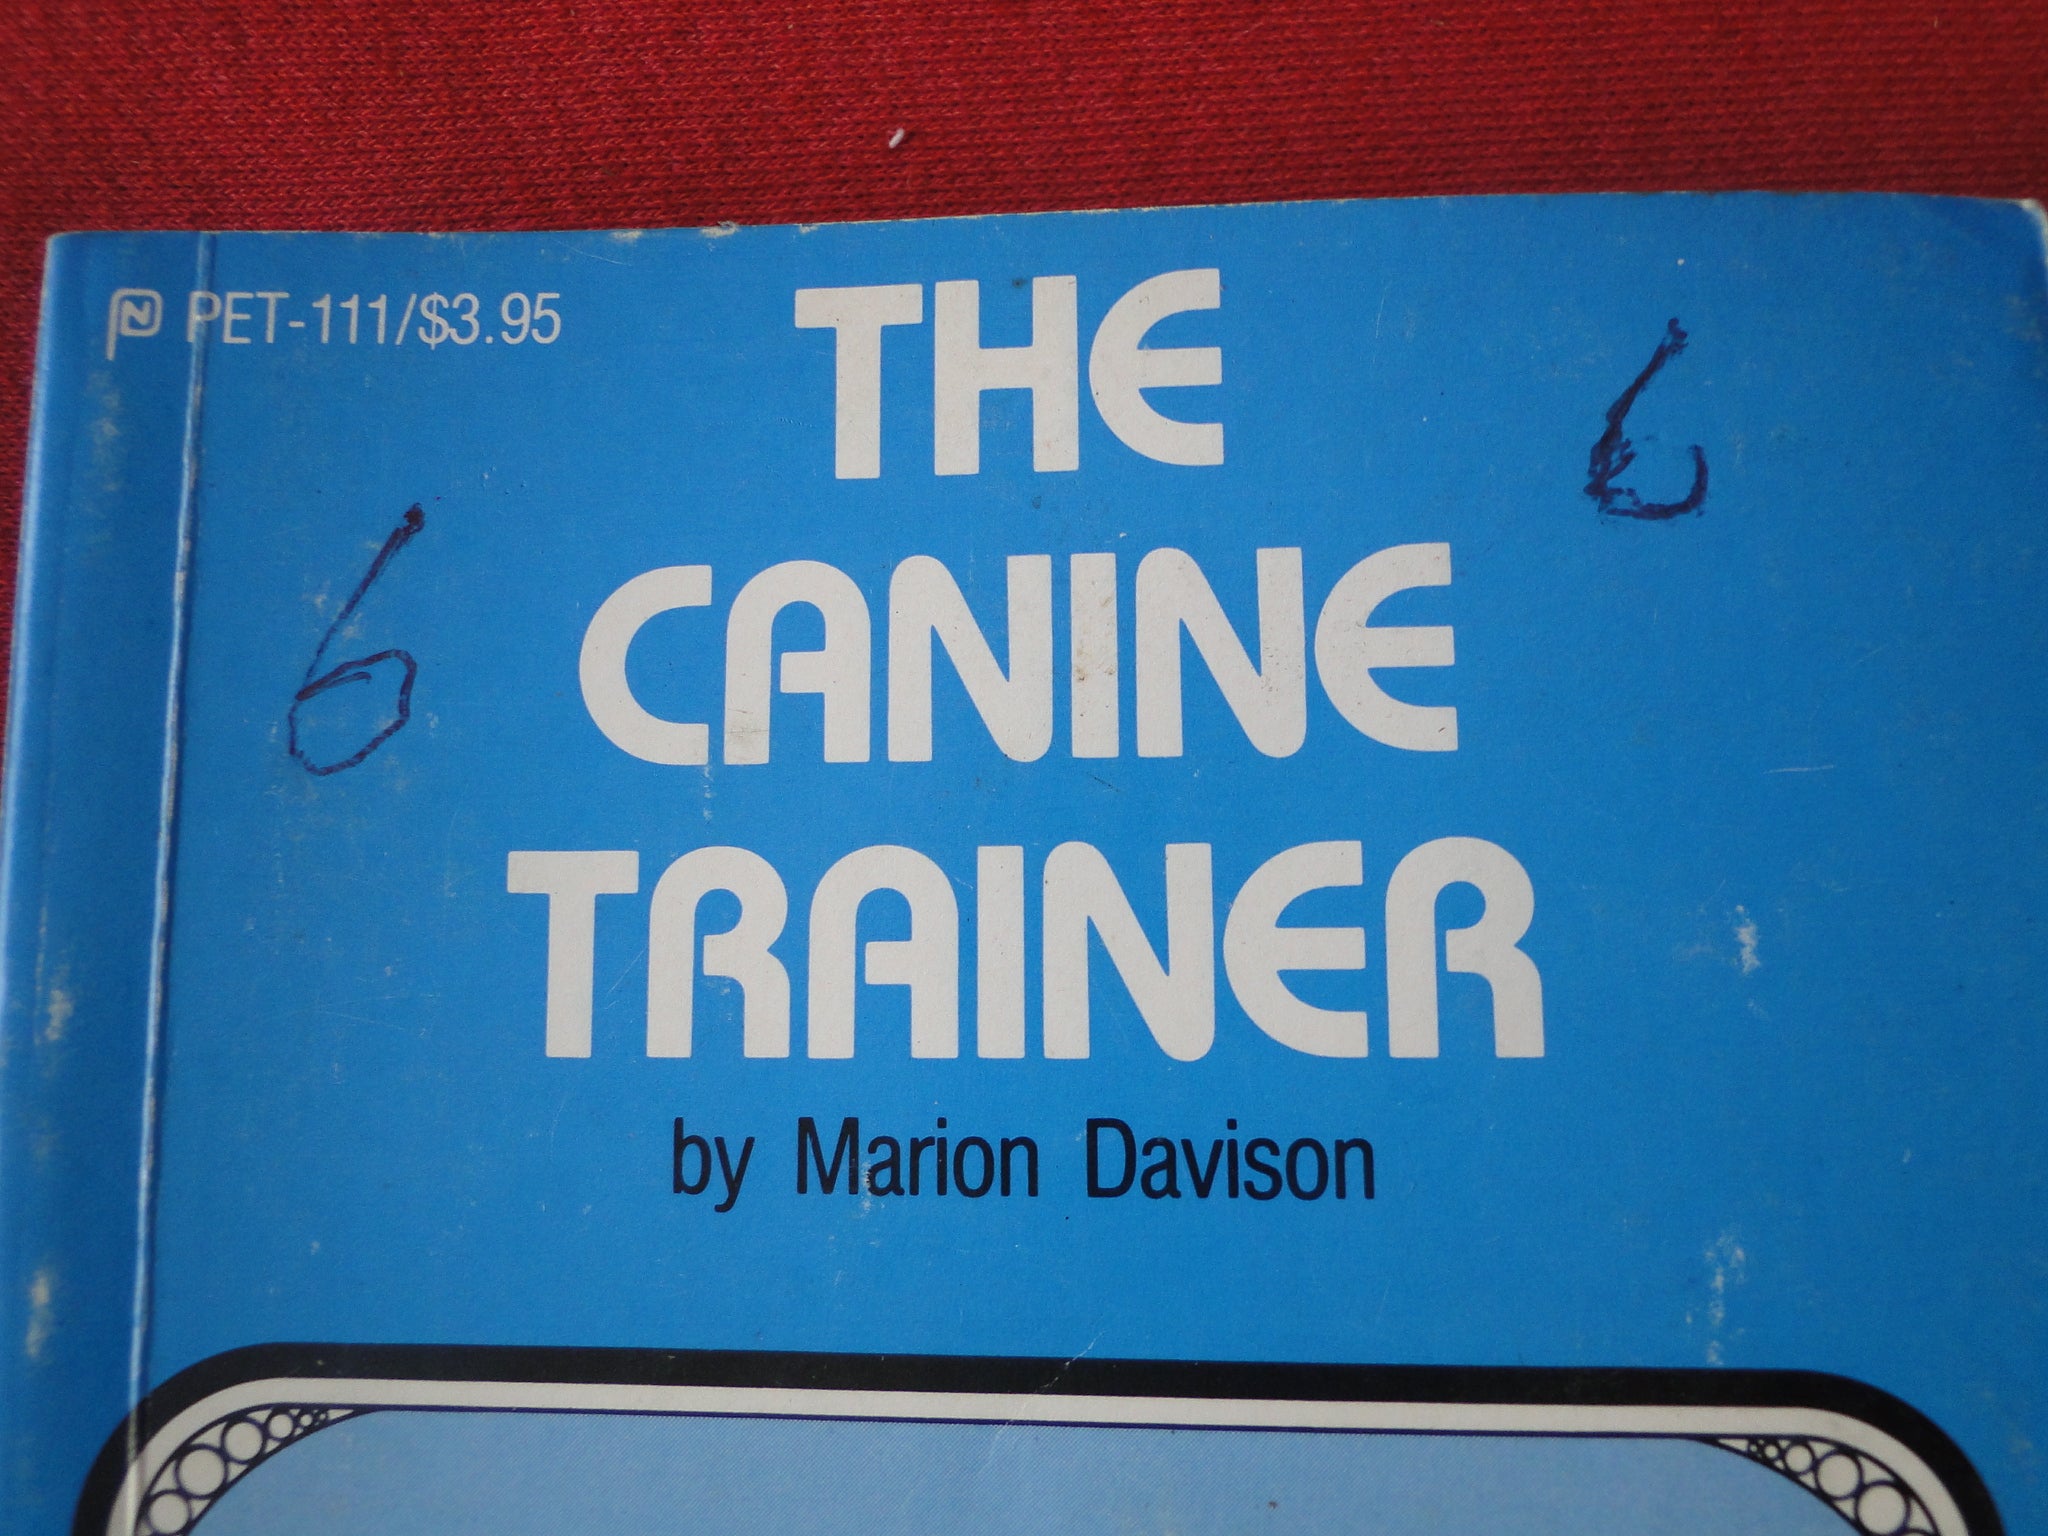 PET-111/$3.95
THE
6
6
CANINE
TRAINER
by Marion Davison